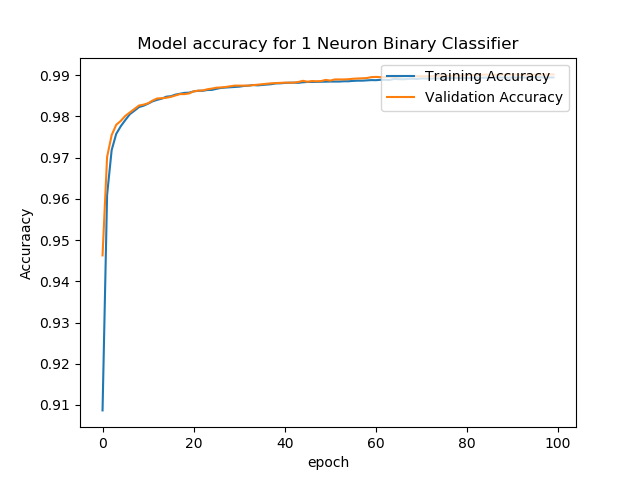 Model accuracy for 1 Neuron Binary Classifier
0.99
0.98
0.97
0.96
0.95
0.94
0.93
0.92
0.91
Accuraacy
Training Accuracy
Validation Accuracy
0 20 40 60 80 100
epoch